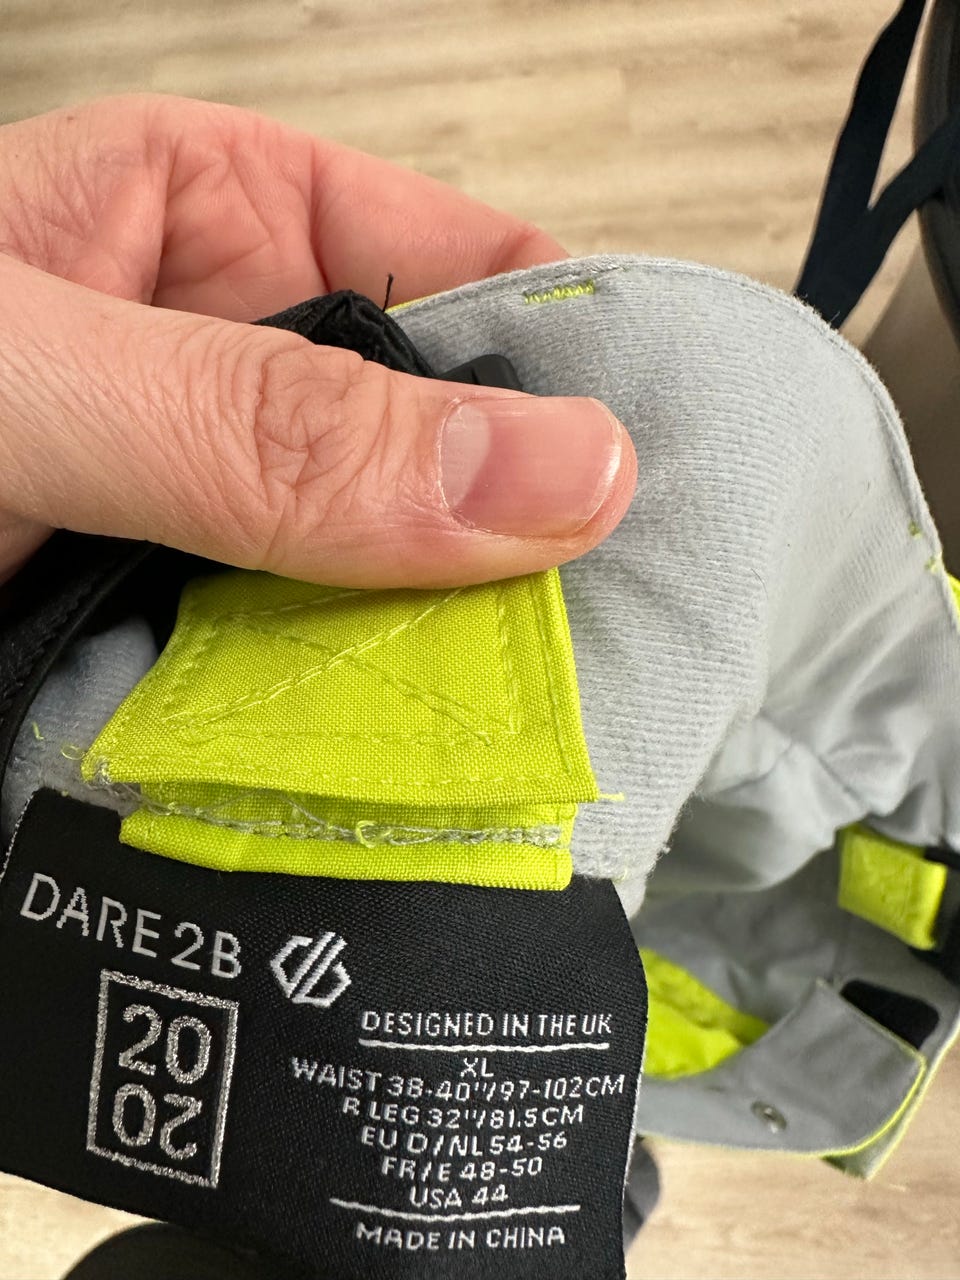 DARE 2B
20
02
DESIGNED IN THE UK
XL
WAIST 38-40"/97-102CM
R LEG 32"/81.5CM
EU D/NL 54-56
FR/E 48-50
USA 44
MADE IN CHINA